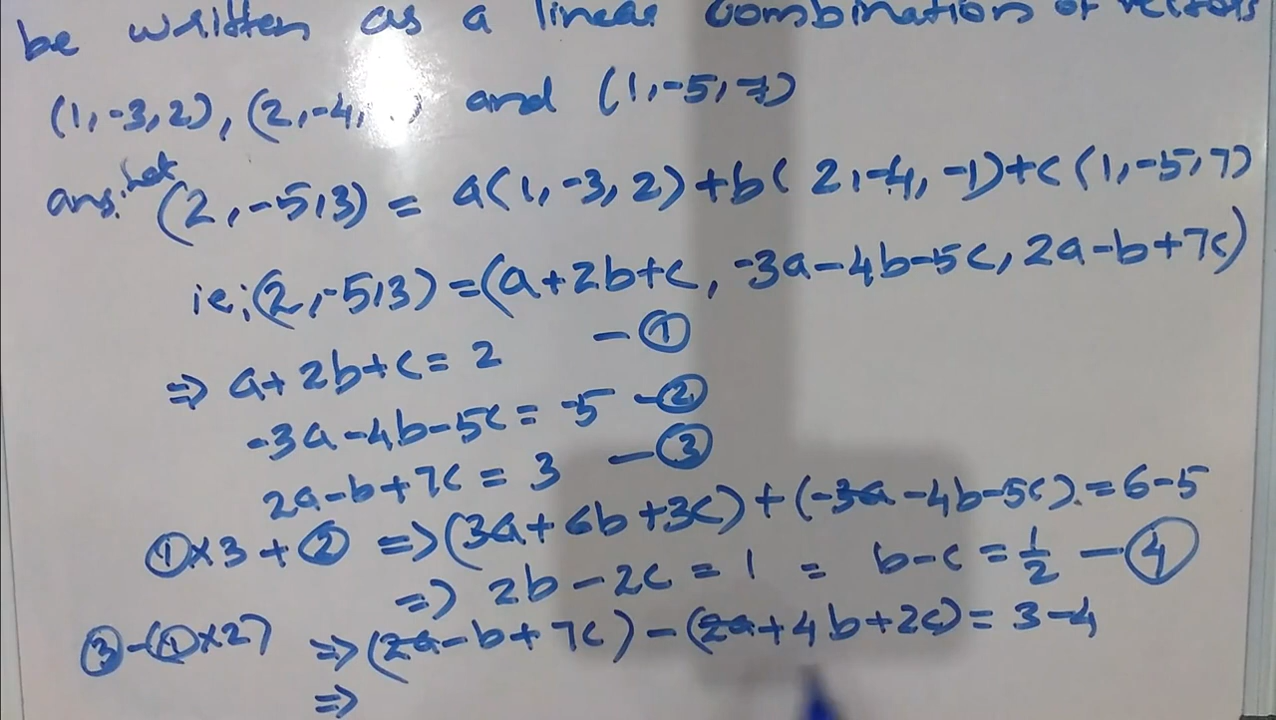 be written as a linear combination of vectors
(1,-3,2), (2,-4, ) and (1,-5,7)
ans: let (2,-5,3) = a(1,-3,2)+b(2,-4,-1)+c(1,-5,7)
ie; (2,-5,3) = (a+2b+c, -3a-4b-5c, 2a-b+7c)
⇒ a+2b+c = 2 - ①
-3a-4b-5c = -5 - ②
2a-b+7c = 3 - ③
①×3 + ② ⇒ (3a+6b+3c) + (-3a-4b-5c) = 6-5
⇒ 2b-2c = 1 = b-c = 1/2 - ④
③-(①×2) ⇒ (2a-b+7c) - (2a+4b+2c) = 3-4
⇒